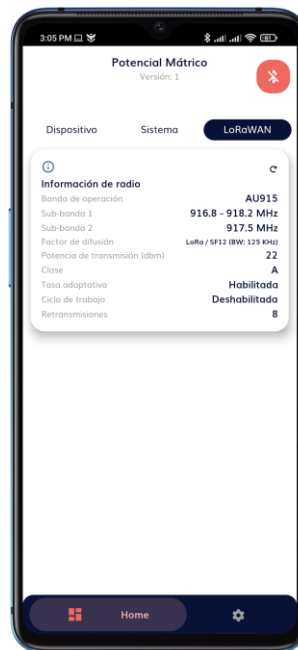 3:05 PM
Potencial Mátrico
Versión: 1
Dispositivo Sistema LoRaWAN
Información de radio
Banda de operación AU915
Sub-banda 1 916.8 - 918.2 MHz
Sub-banda 2 917.5 MHz
Factor de difusión LoRa / SF12 (BW: 125 KHz)
Potencia de transmisión (dbm) 22
Clase A
Tasa adaptativa Habilitada
Ciclo de trabajo Deshabilitada
Retransmisiones 8
Home